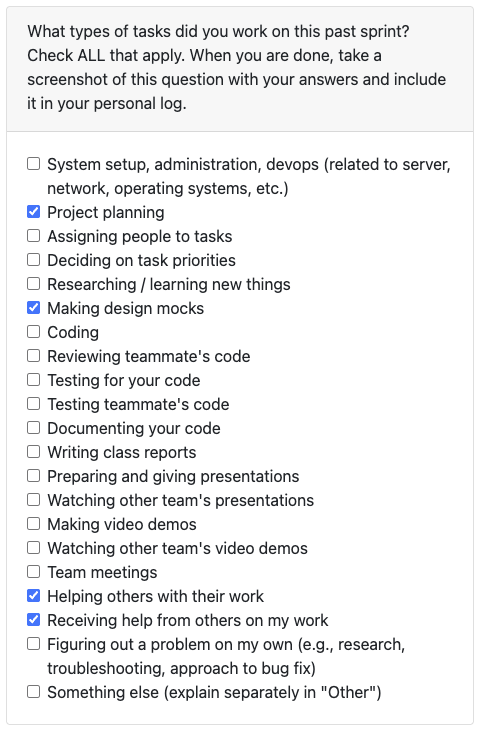 What types of tasks did you work on this past sprint?
Check ALL that apply. When you are done, take a
screenshot of this question with your answers and include
it in your personal log.
System setup, administration, devops (related to server,
network, operating systems, etc.)
Project planning
Assigning people to tasks
Deciding on task priorities
Researching / learning new things
Making design mocks
Coding
Reviewing teammate's code
Testing for your code
Testing teammate's code
Documenting your code
Writing class reports
Preparing and giving presentations
Watching other team's presentations
Making video demos
Watching other team's video demos
Team meetings
Helping others with their work
Receiving help from others on my work
Figuring out a problem on my own (e.g., research,
troubleshooting, approach to bug fix)
Something else (explain separately in "Other")